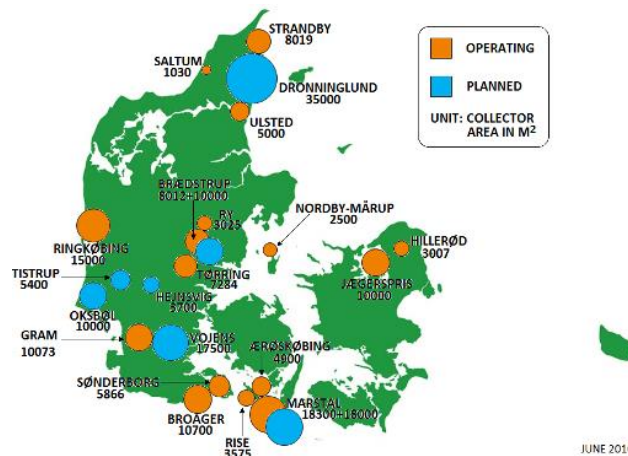 STRANDBY
8019
SALTUM
1030
DRONNINGLUND
35000
ULSTED
5000
OPERATING
PLANNED
UNIT: COLLECTOR
AREA IN M²
BRÆDSTRUP
8012+10000
RY
3025
NORDBY-MÅRUP
2500
HILLERØD
3007
RINGKØBING
15000
TØRRING
7284
JÆGERSPRIS
10000
TISTRUP
5400
HEJNSVIG
3700
OKSBØL
10000
GRAM
10073
VOJENS
17500
ÆRØSKØBING
4900
SØNDERBORG
5866
MARSTAL
18300+18000
BROAGER
10700
RISE
3575
JUNE